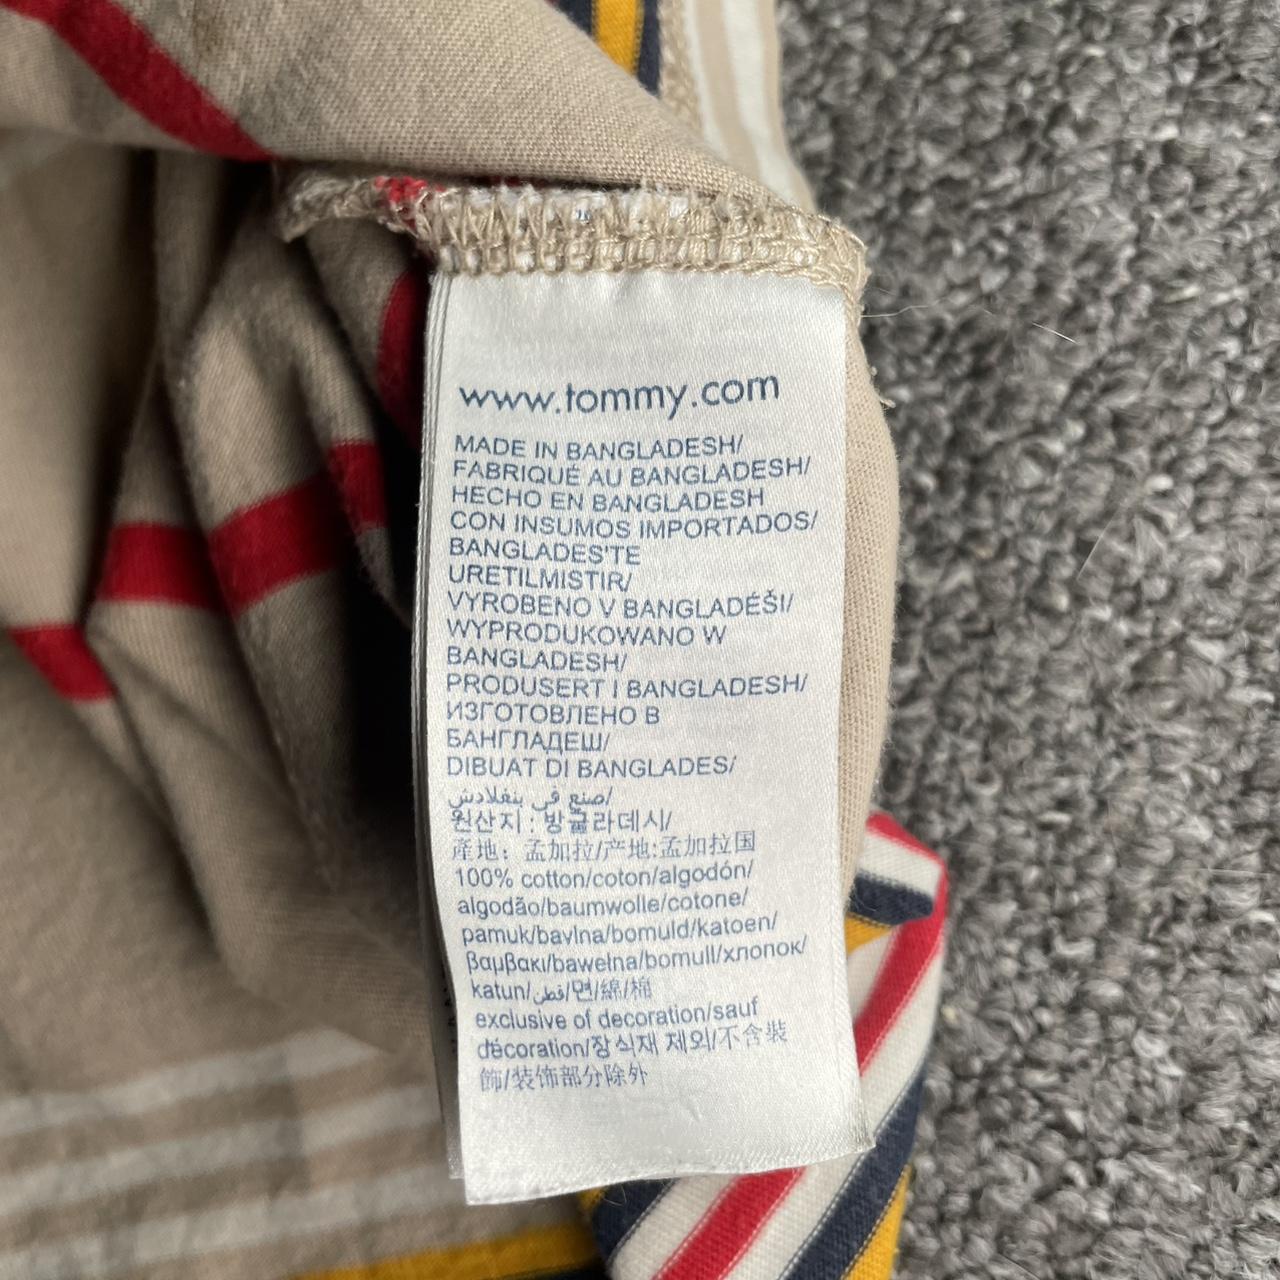 www.tommy.com
MADE IN BANGLADESH/
FABRIQUÉ AU BANGLADESH/
HECHO EN BANGLADESH
CON INSUMOS IMPORTADOS/
BANGLADES'TE
URETILMISTIR/
VYROBENO V BANGLADÉŠI/
WYPRODUKOWANO W
BANGLADESH/
PRODUSERT I BANGLADESH/
ИЗГОТОВЛЕНО В
БАНГЛАДЕШ/
DIBUAT DI BANGLADES/
صنع في بنغلادش/
원산지 : 방글라데시/
產地: 孟加拉/产地:孟加拉国
100% cotton/coton/algodón/
algodão/baumwolle/cotone/
pamuk/bavlna/bomuld/katoen/
βαμβακι/bawełna/bomull/хлопок/
katun/قطن/면/綿/棉
exclusive of decoration/sauf
décoration/장식재 제외/不含裝
飾/装饰部分除外